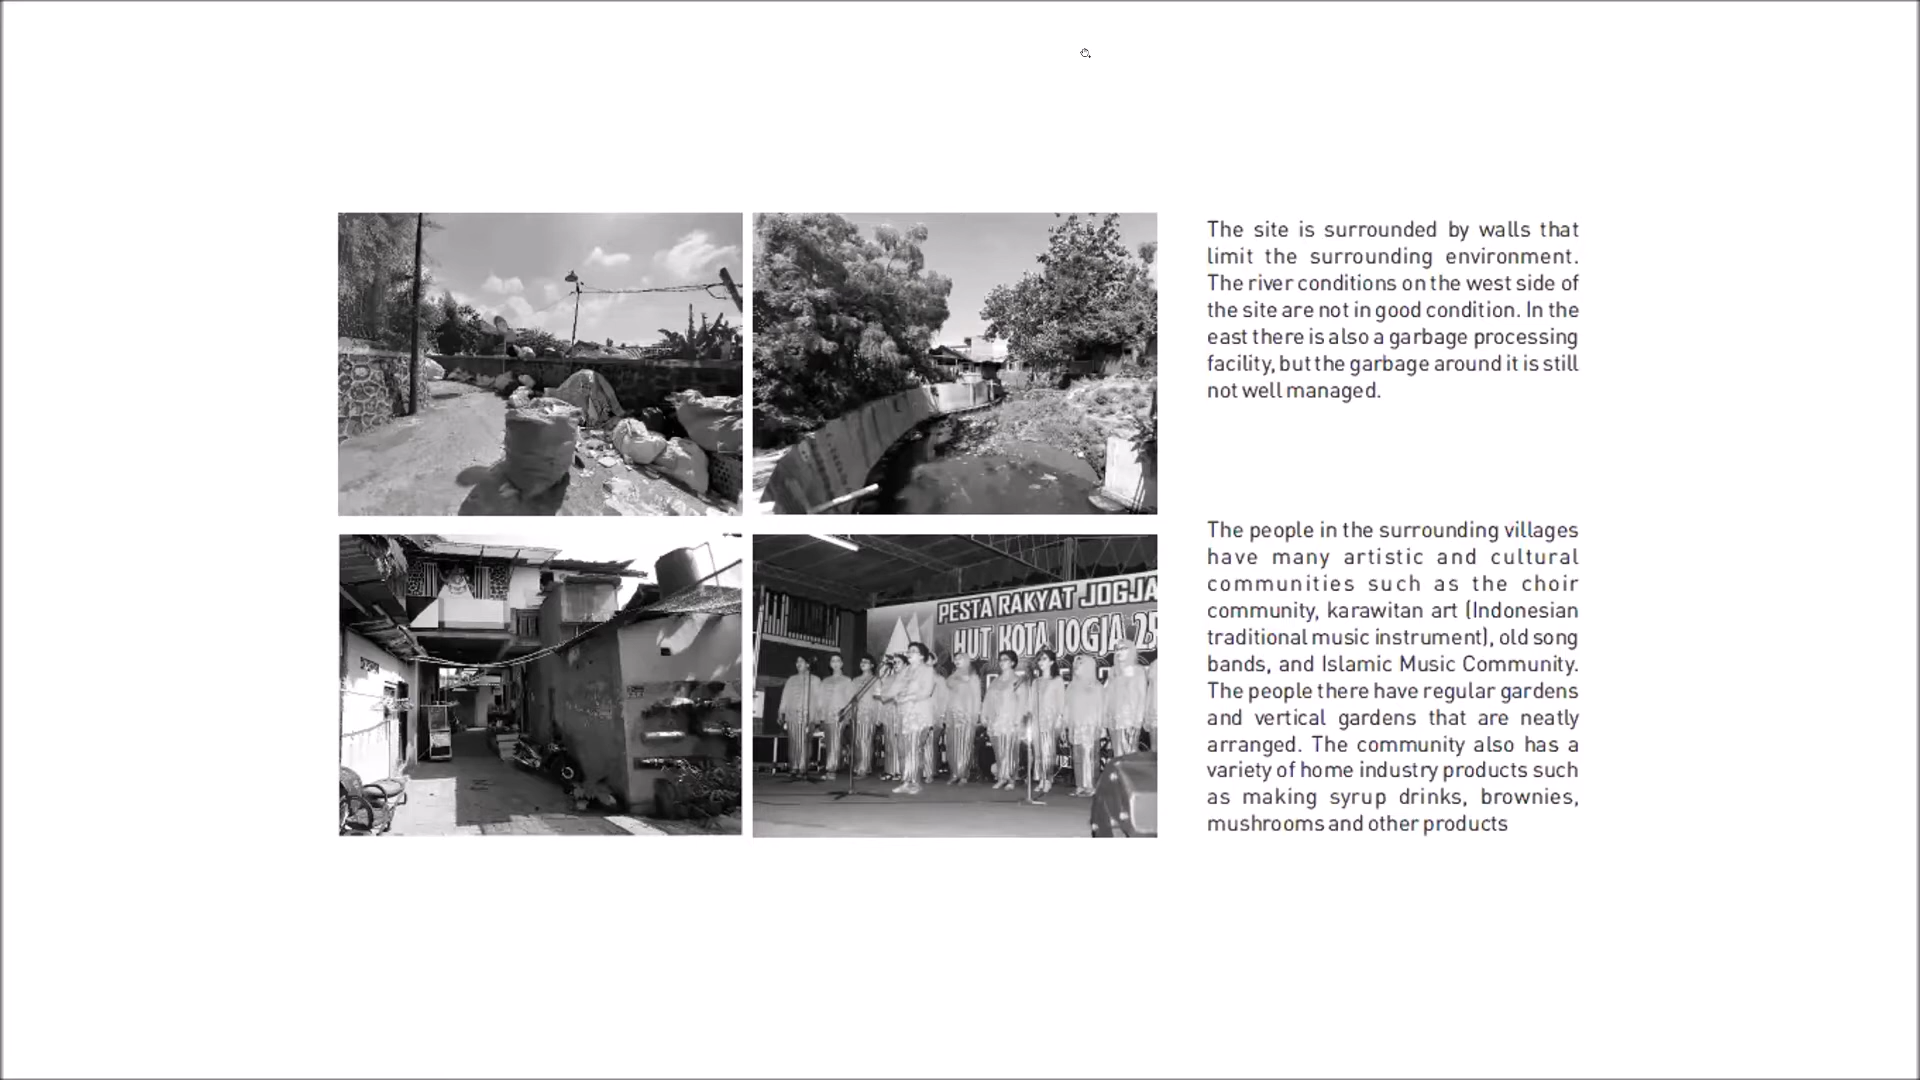 The site is surrounded by walls that
limit the surrounding environment.
The river conditions on the west side of
the site are not in good condition. In the
east there is also a garbage processing
facility, but the garbage around it is still
not well managed.
PESTA RAKYAT JOGJA
HUT KOTA JOGJA 25
The people in the surrounding villages
have many artistic and cultural
communities such as the choir
community, karawitan art (Indonesian
traditional music instrument), old song
bands, and Islamic Music Community.
The people there have regular gardens
and vertical gardens that are neatly
arranged. The community also has a
variety of home industry products such
as making syrup drinks, brownies,
mushrooms and other products